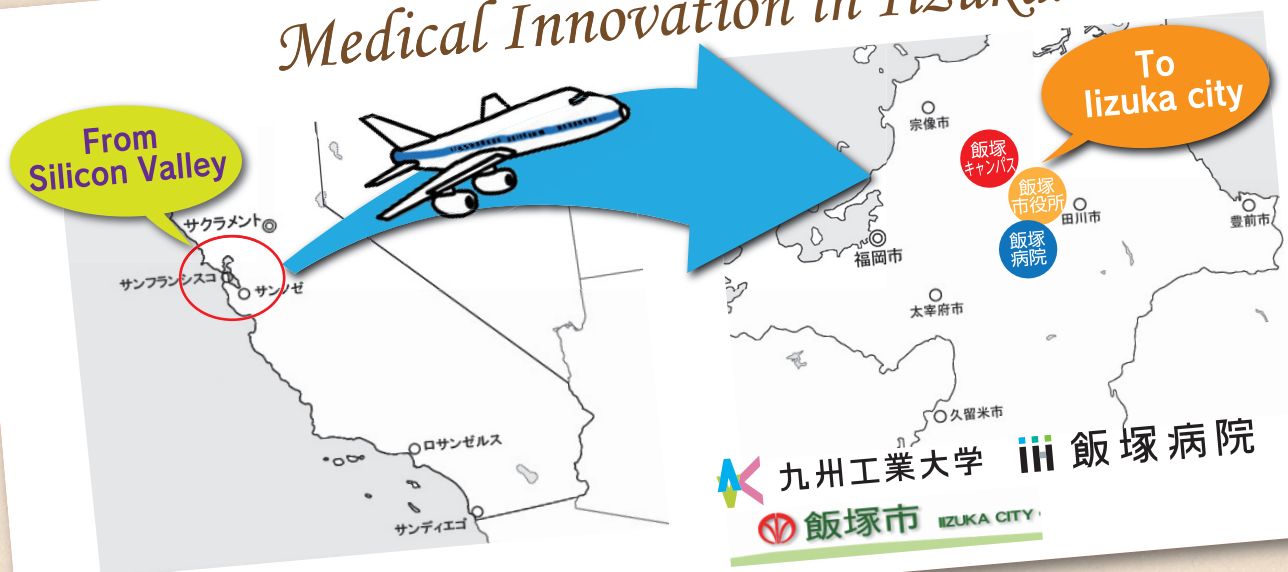 Medical Innovation in Iizuka
From
Silicon Valley
サクラメント
サンフランシスコ
サンノゼ
ロサンゼルス
サンディエゴ
To
Iizuka city
宗像市
飯塚
キャンパス
飯塚
市役所
田川市
飯塚
病院
豊前市
福岡市
太宰府市
久留米市
九州工業大学
飯塚病院
飯塚市
IIZUKA CITY